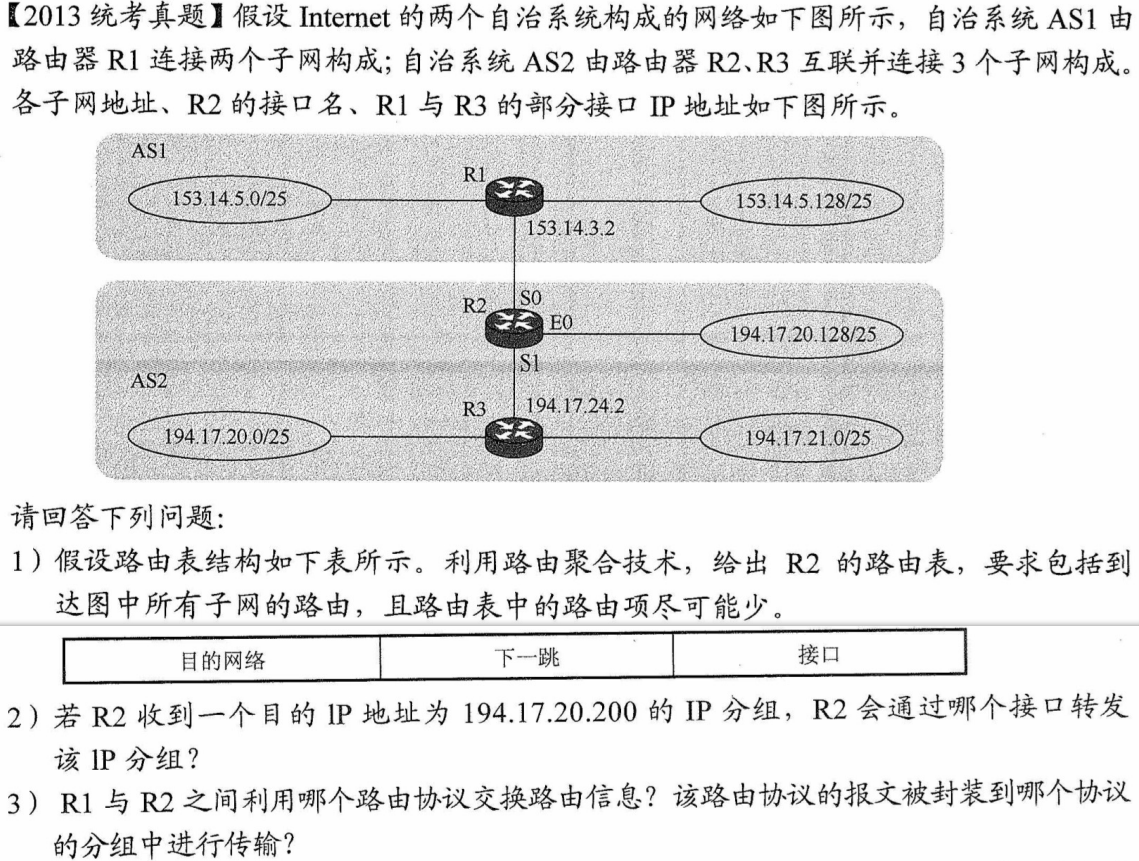 【2013 统考真题】假设 Internet 的两个自治系统构成的网络如下图所示，自治系统 AS1 由
路由器 R1 连接两个子网构成；自治系统 AS2 由路由器 R2、R3 互联并连接 3 个子网构成。
各子网地址、R2 的接口名、R1 与 R3 的部分接口 IP 地址如下图所示。
AS1
R1
153.14.5.0/25
153.14.5.128/25
153.14.3.2
R2
S0
E0
194.17.20.128/25
S1
AS2
R3
194.17.24.2
194.17.20.0/25
194.17.21.0/25
请回答下列问题：
1）假设路由表结构如下表所示。利用路由聚合技术，给出 R2 的路由表，要求包括到
达图中所有子网的路由，且路由表中的路由项尽可能少。
目的网络 下一跳 接口
2）若 R2 收到一个目的 IP 地址为 194.17.20.200 的 IP 分组，R2 会通过哪个接口转发
该 IP 分组？
3） R1 与 R2 之间利用哪个路由协议交换路由信息？该路由协议的报文被封装到哪个协议
的分组中进行传输？